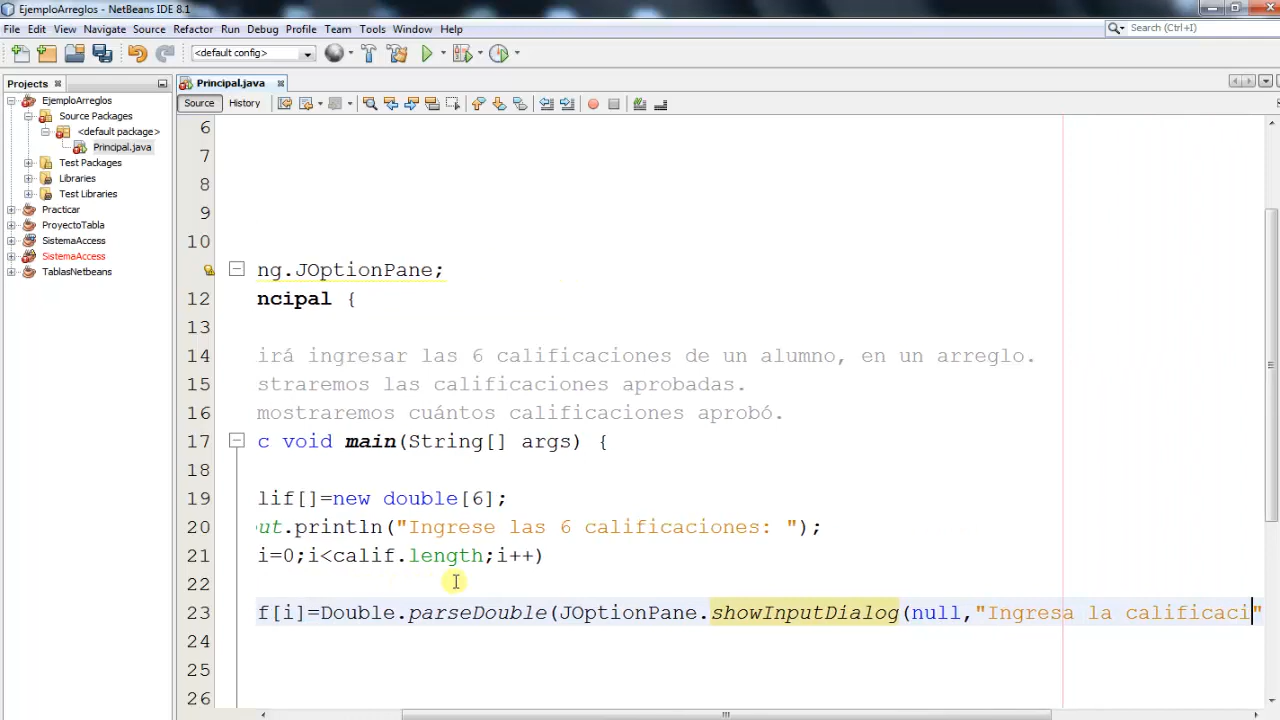 EjemploArreglos - NetBeans IDE 8.1
File Edit View Navigate Source Refactor Run Debug Profile Team Tools Window Help
Search (Ctrl+I)
<default config>
Projects
Principal.java
Source History
EjemploArreglos
Source Packages
<default package>
Principal.java
Test Packages
Libraries
Test Libraries
Practicar
ProyectoTabla
SistemaAccess
SistemaAccess
TablasNetbeans
6
7
8
9
10
ng.JOptionPane;
12 ncipal {
13
14 irá ingresar las 6 calificaciones de un alumno, en un arreglo.
15 straremos las calificaciones aprobadas.
16 mostraremos cuántos calificaciones aprobó.
17 c void main(String[] args) {
18
19 lif[]=new double[6];
20 ut.println("Ingrese las 6 calificaciones: ");
21 i=0;i<calif.length;i++)
22
23 f[i]=Double.parseDouble(JOptionPane.showInputDialog(null,"Ingresa la calificaci"
24
25
26